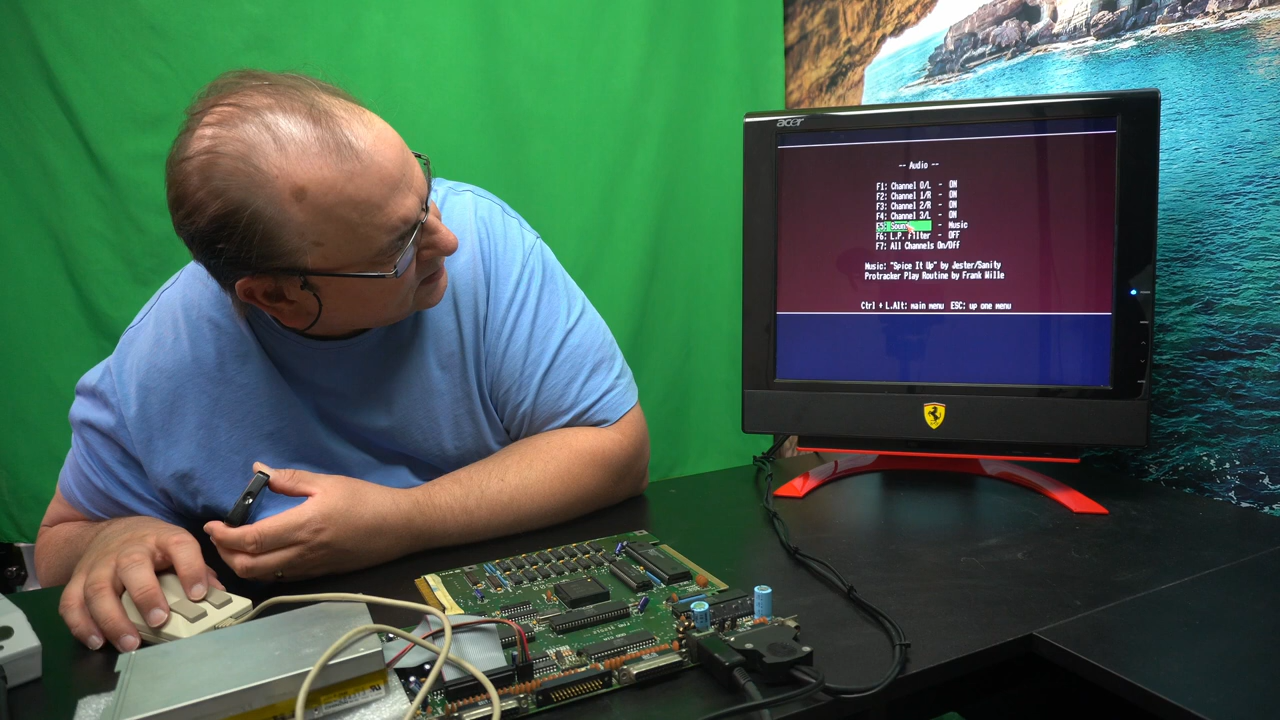 acer
-- Audio --
F1: Channel 0/L - ON
F2: Channel 1/R - ON
F3: Channel 2/R - ON
F4: Channel 3/L - ON
F5: Sound - Music
F6: L.P. Filter - OFF
F7: All Channels On/Off
Music: "Spice It Up" by Jester/Sanity
Protracker Play Routine by Frank Wille
Ctrl + L.Alt: main menu ESC: up one menu